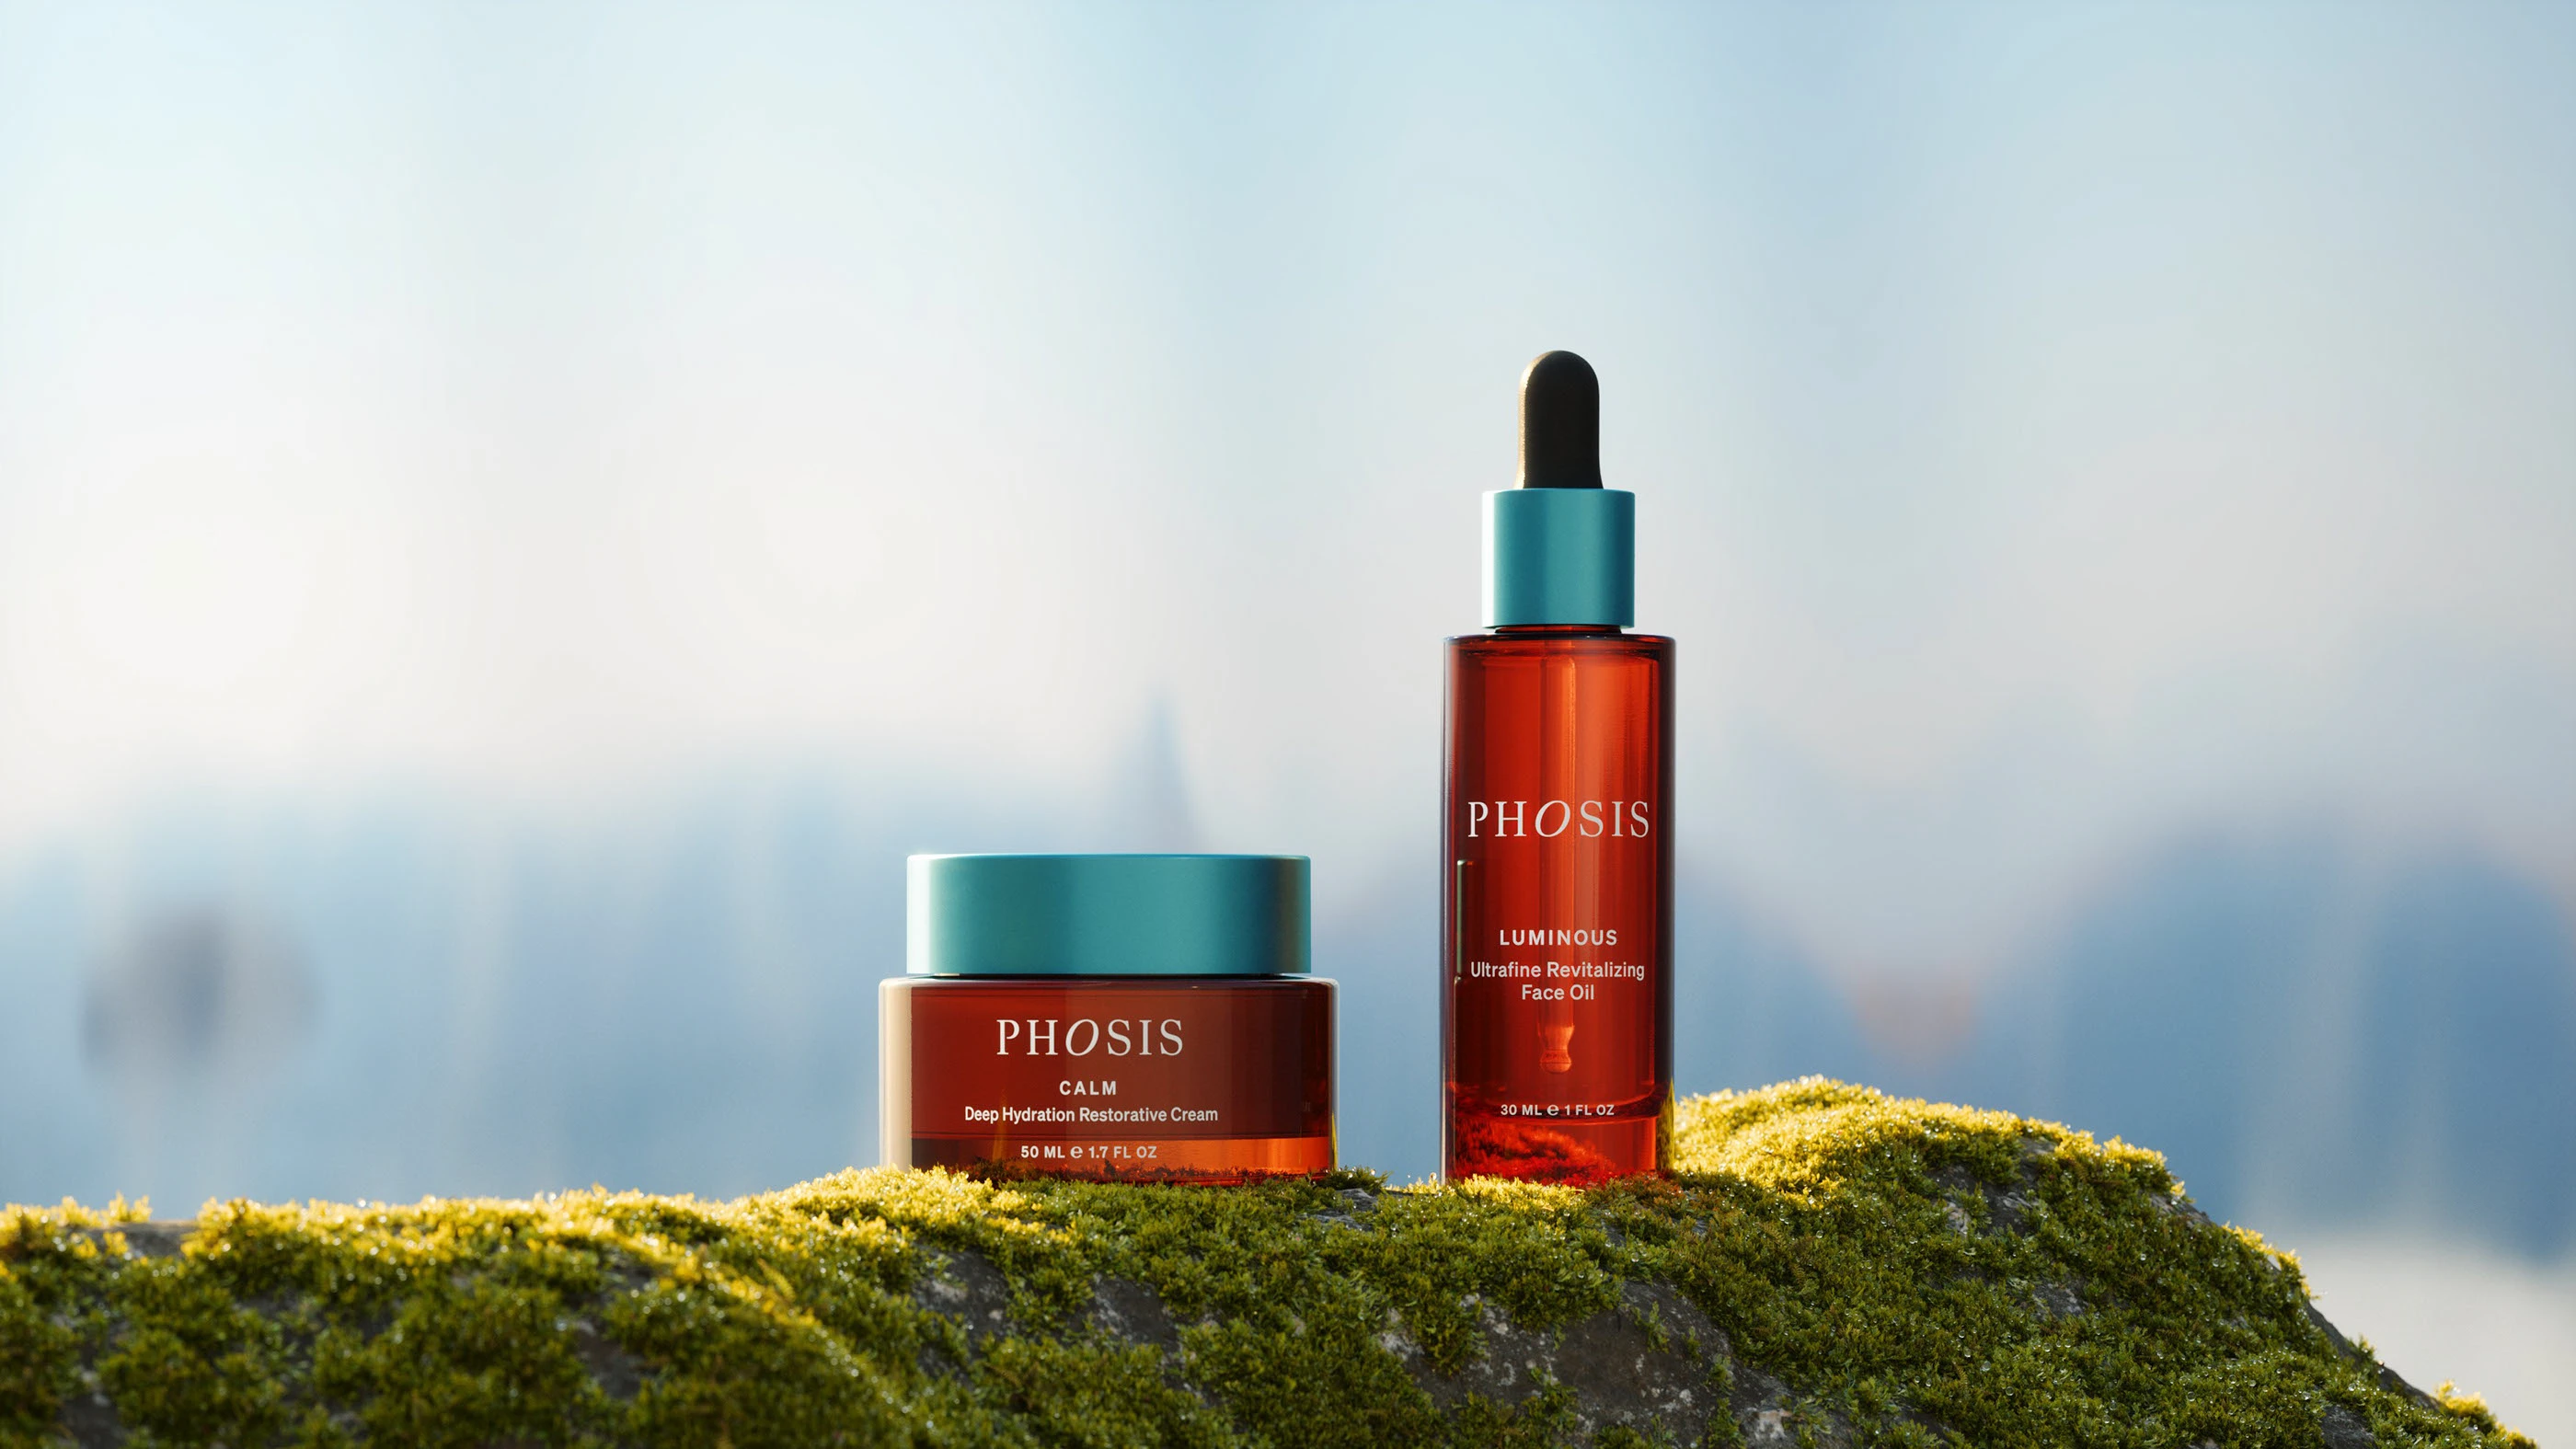 PHOSIS
CALM
Deep Hydration Restorative Cream
50 ML ℮ 1.7 FL OZ
PHOSIS
LUMINOUS
Ultrafine Revitalizing
Face Oil
30 ML ℮ 1 FL OZ